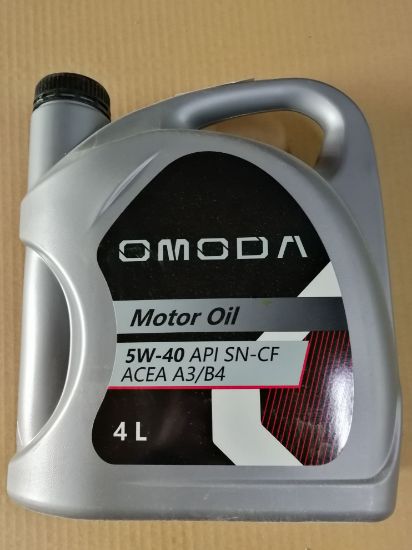 OMODA
Motor Oil
5W-40 API SN-CF
ACEA A3/B4
4 L